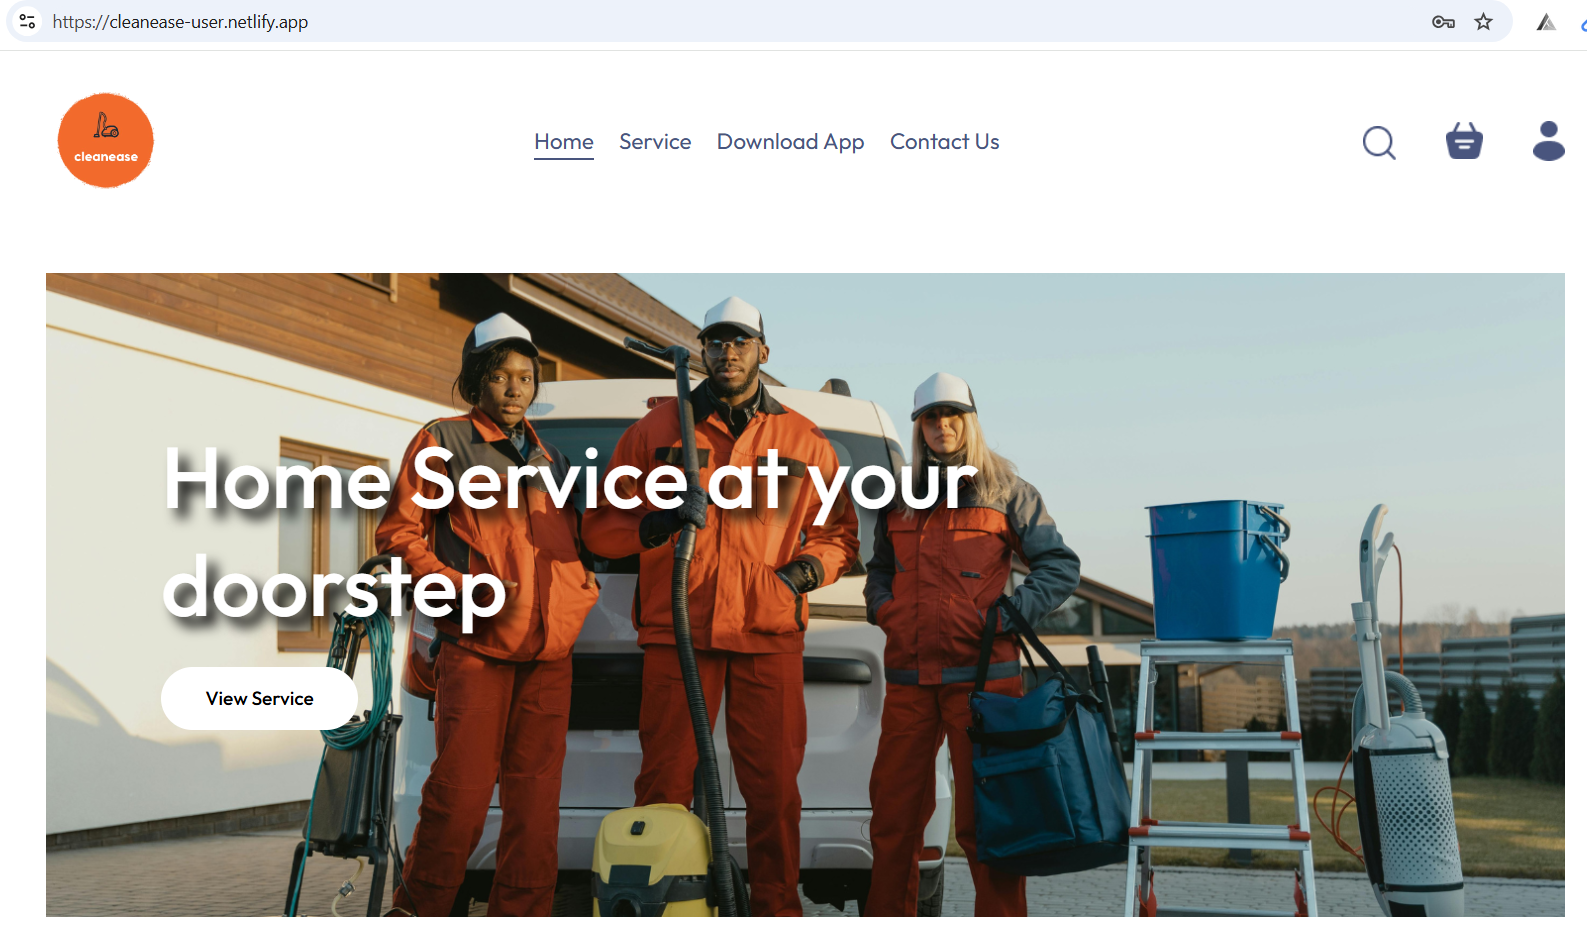 https://cleanease-user.netlify.app
cleanease
Home Service Download App Contact Us
Home Service at your
doorstep
View Service